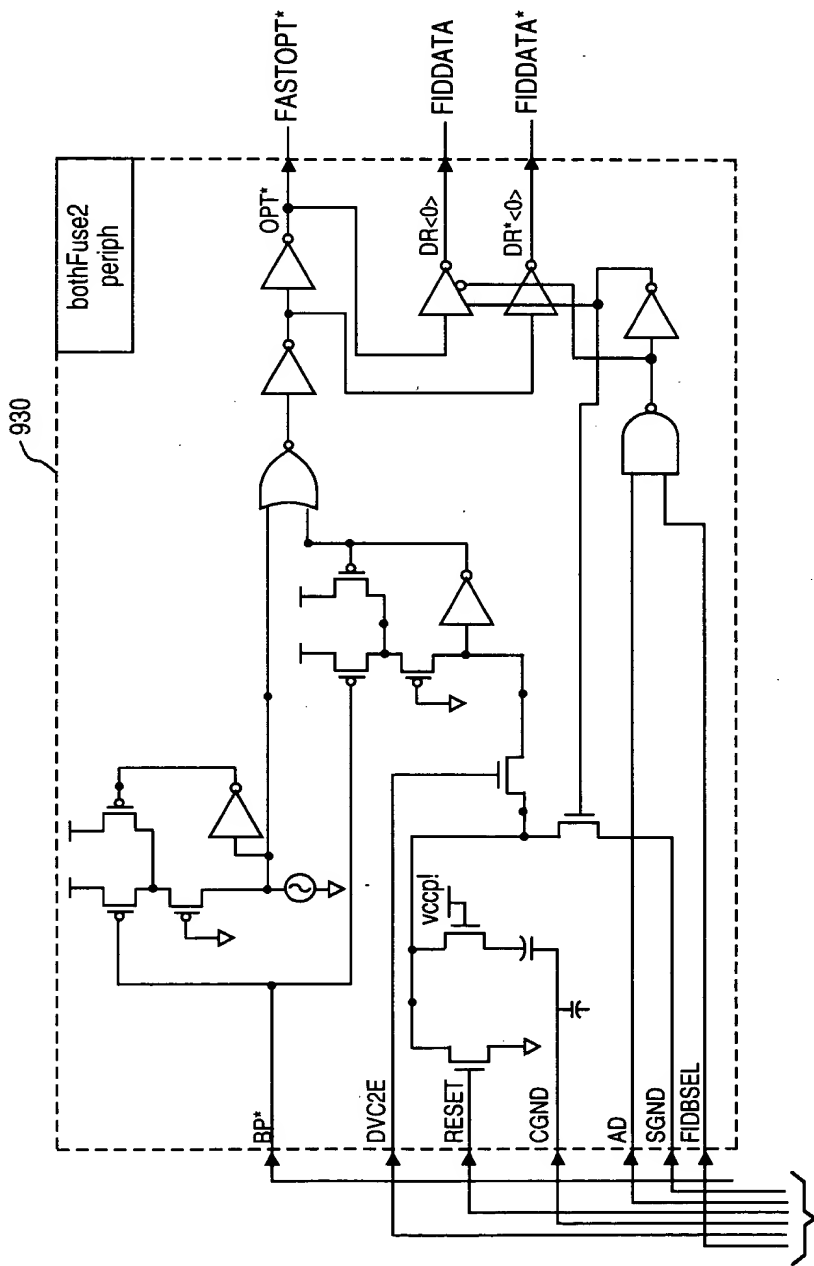 930
bothFuse2
periph
BP*
DVC2E
RESET
CGND
AD
SGND
FIDBSEL
vccp!
OPT*
DR<0>
DR*<0>
FASTOPT*
FIDDATA
FIDDATA*